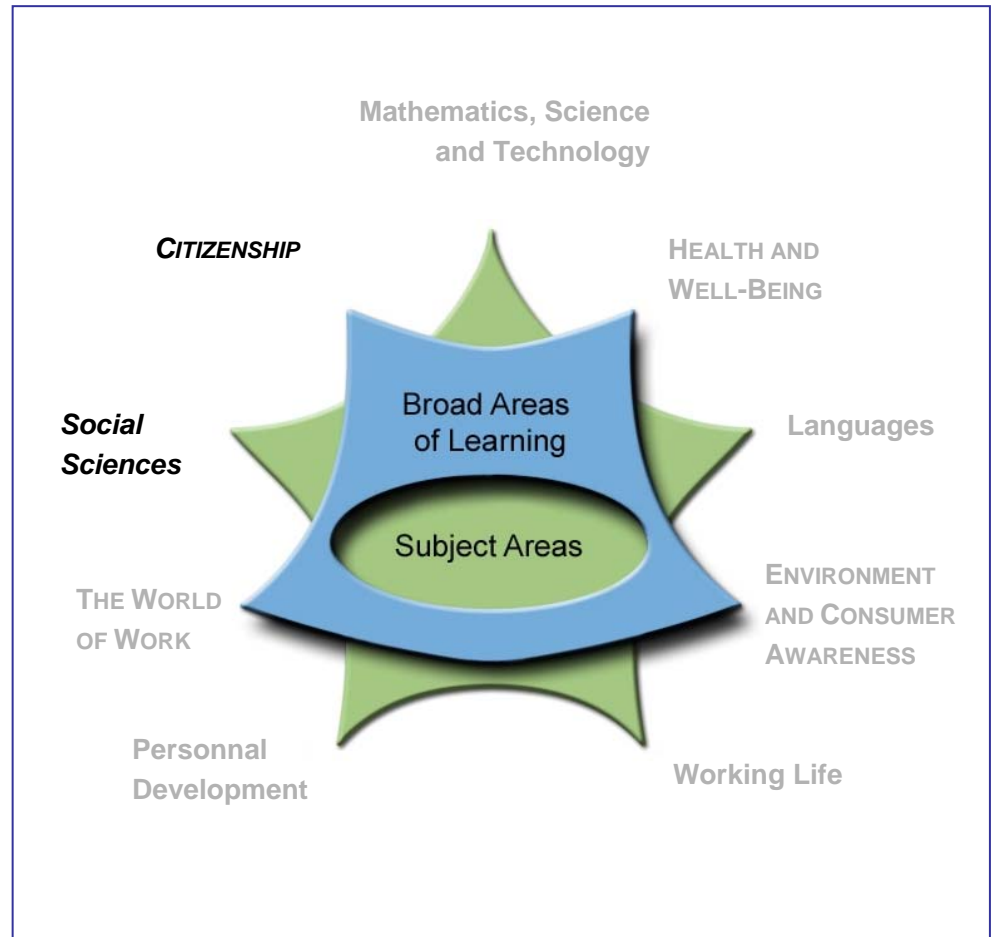 Mathematics, Science
and Technology
CITIZENSHIP
HEALTH AND
WELL-BEING
Broad Areas
of Learning
Social
Sciences
Languages
Subject Areas
THE WORLD
OF WORK
ENVIRONMENT
AND CONSUMER
AWARENESS
Personnal
Development
Working Life